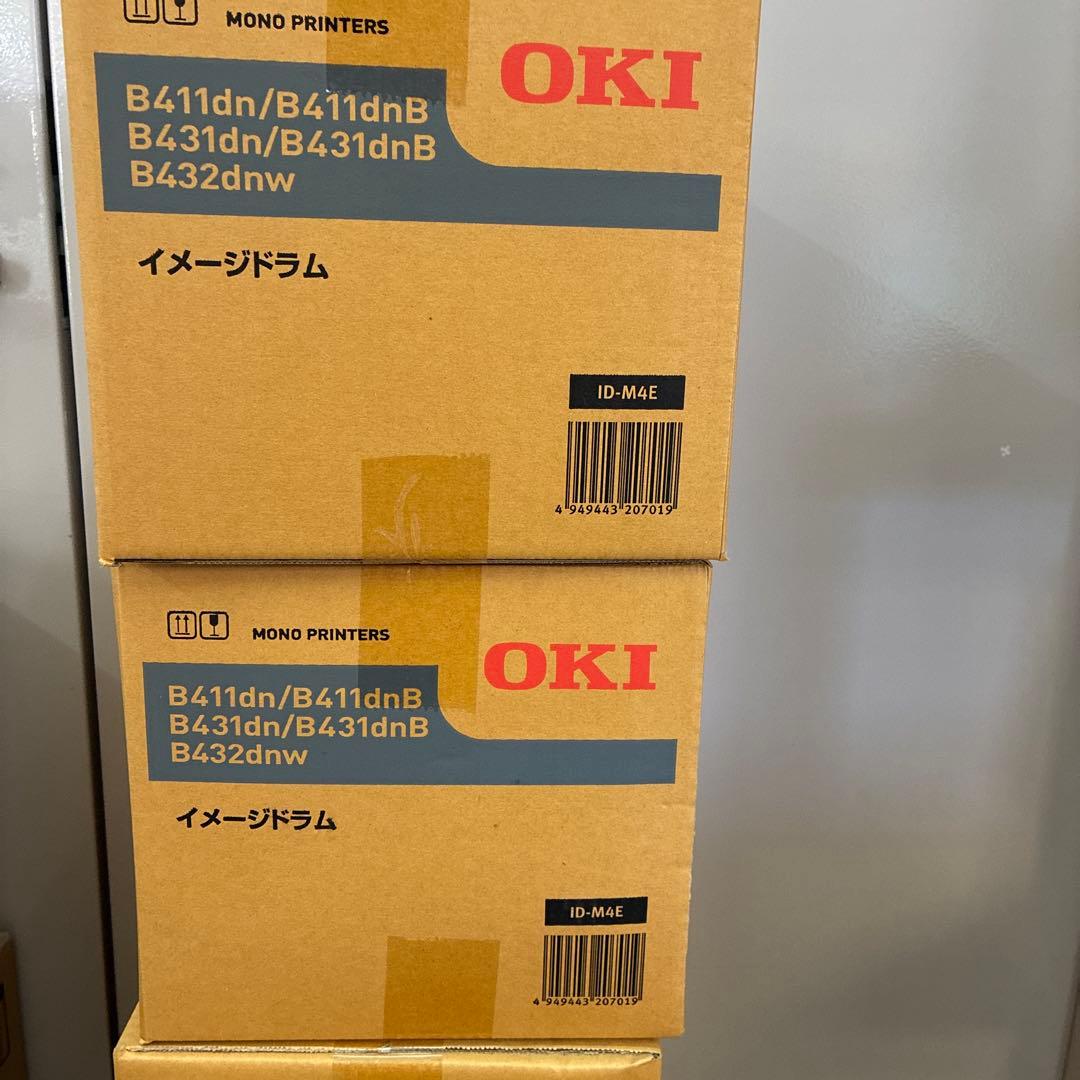 MONO PRINTERS
OKI
B411dn/B411dnB
B431dn/B431dnB
B432dnw
イメージドラム
ID-M4E
4 949443 207019
MONO PRINTERS
OKI
B411dn/B411dnB
B431dn/B431dnB
B432dnw
イメージドラム
ID-M4E
4 949443 207019